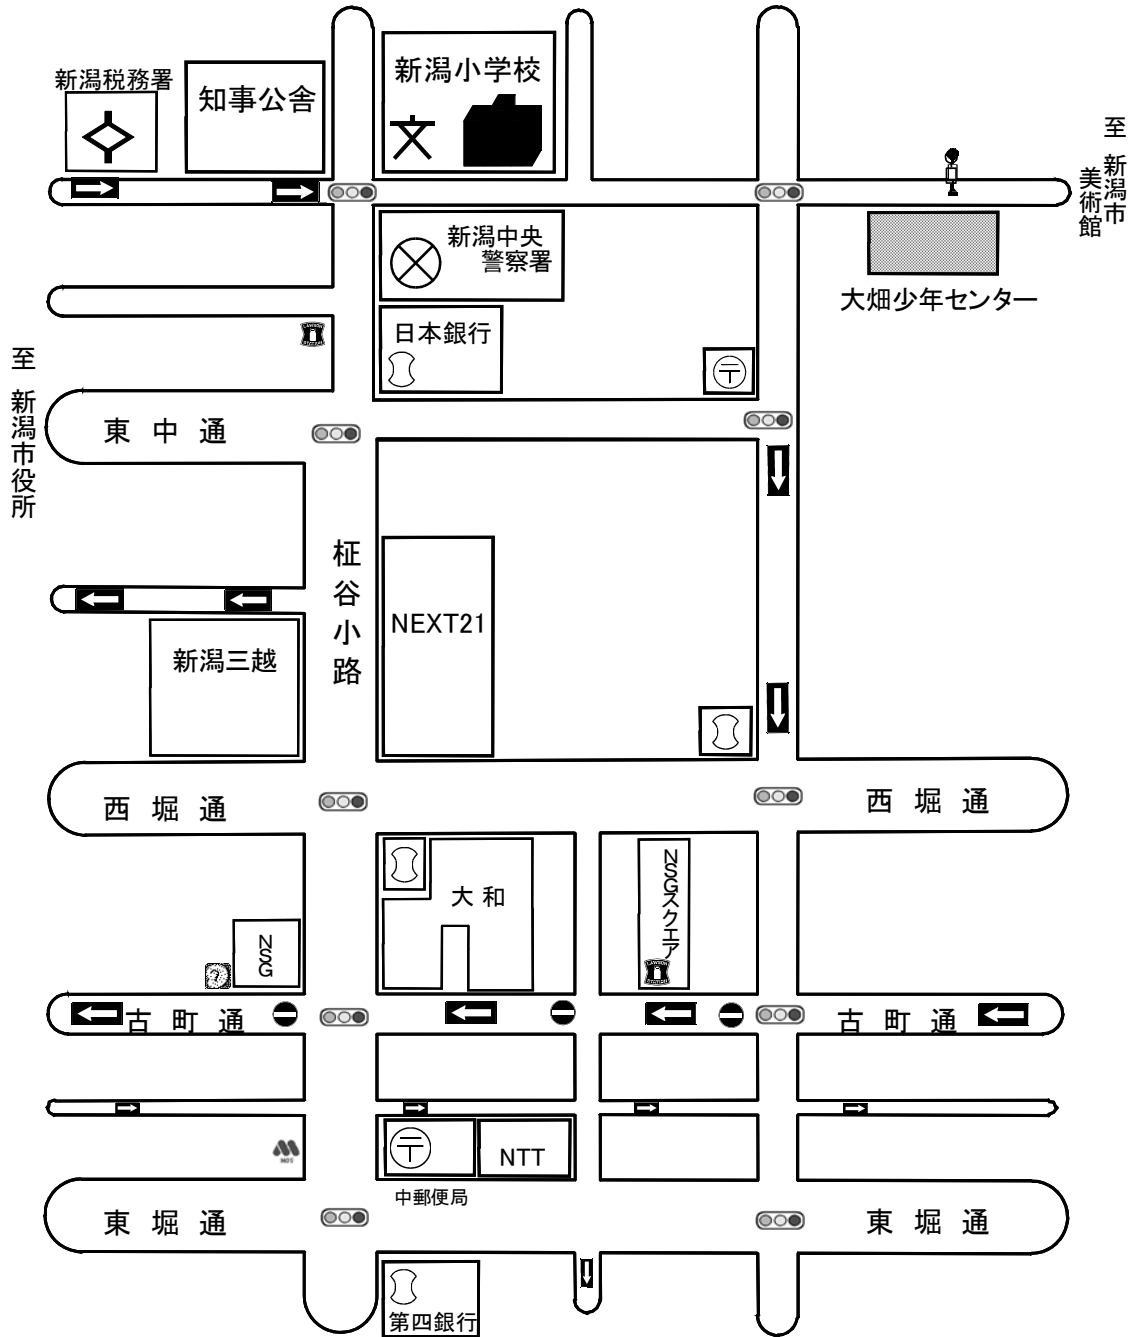 新潟税務署
知事公舎
新潟小学校
至 新潟市
美術館
新潟中央
警察署
大畑少年センター
日本銀行
〒
至 新潟市役所
東中通
柾谷小路
NEXT21
新潟三越
西堀通
西堀通
大和
NSGスクエア
NSG
LAWSON
古町通
古町通
〒
NTT
MOS
中郵便局
東堀通
東堀通
第四銀行